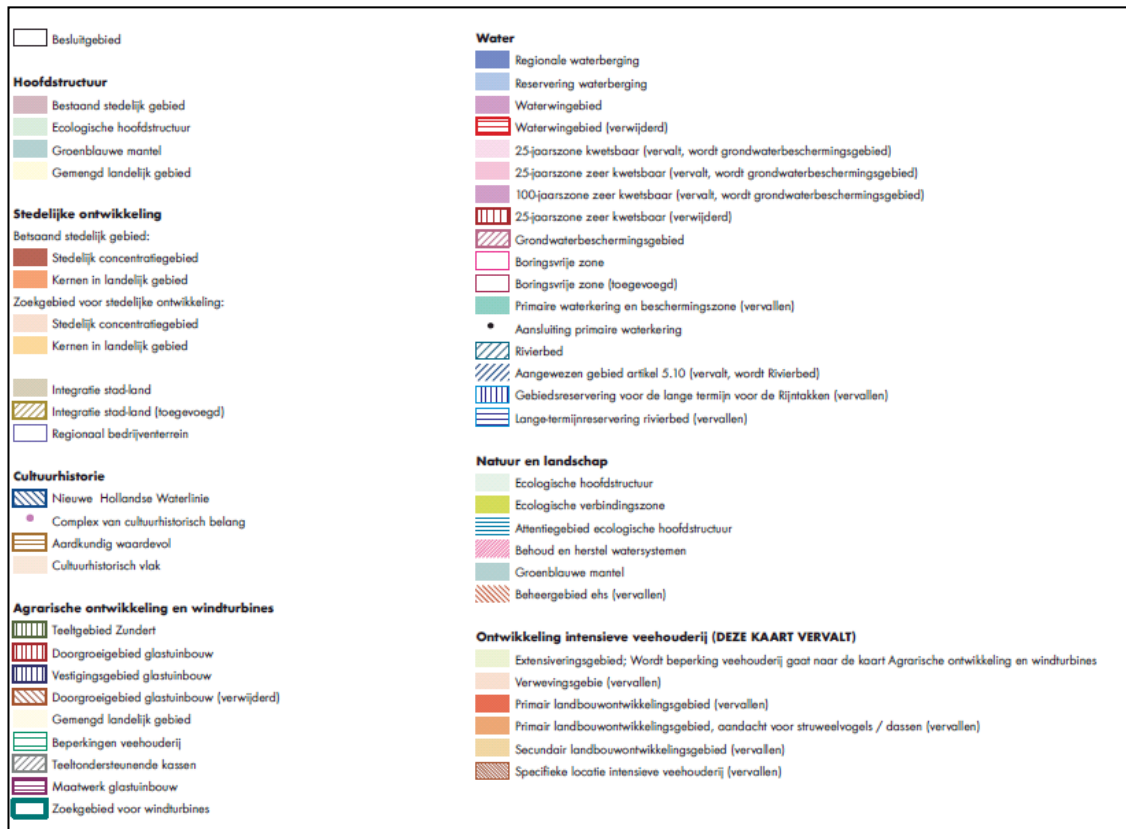 Besluitgebied
Hoofdstructuur
Bestaand stedelijk gebied
Ecologische hoofdstructuur
Groenblauwe mantel
Gemengd landelijk gebied
Stedelijke ontwikkeling
Betsaand stedelijk gebied:
Stedelijk concentratiegebied
Kernen in landelijk gebied
Zoekgebied voor stedelijke ontwikkeling:
Stedelijk concentratiegebied
Kernen in landelijk gebied
Integratie stad-land
Integratie stad-land (toegevoegd)
Regionaal bedrijventerrein
Cultuurhistorie
Nieuwe Hollandse Waterlinie
Complex van cultuurhistorisch belang
Aardkundig waardevol
Cultuurhistorisch vlak
Agrarische ontwikkeling en windturbines
Teeltgebied Zundert
Doorgroeigebied glastuinbouw
Vestigingsgebied glastuinbouw
Doorgroeigebied glastuinbouw (verwijderd)
Gemengd landelijk gebied
Beperkingen veehouderij
Teeltondersteunende kassen
Maatwerk glastuinbouw
Zoekgebied voor windturbines
Water
Regionale waterberging
Reservering waterberging
Waterwingebied
Waterwingebied (verwijderd)
25-jaarszone kwetsbaar (vervalt, wordt grondwaterbeschermingsgebied)
25-jaarszone zeer kwetsbaar (vervalt, wordt grondwaterbeschermingsgebied)
100-jaarszone zeer kwetsbaar (vervalt, wordt grondwaterbeschermingsgebied)
25-jaarszone zeer kwetsbaar (verwijderd)
Grondwaterbeschermingsgebied
Boringsvrije zone
Boringsvrije zone (toegevoegd)
Primaire waterkering en beschermingszone (vervallen)
Aansluiting primaire waterkering
Rivierbed
Aangewezen gebied artikel 5.10 (vervalt, wordt Rivierbed)
Gebiedsreservering voor de lange termijn voor de Rijntakken (vervallen)
Lange-termijnreservering rivierbed (vervallen)
Natuur en landschap
Ecologische hoofdstructuur
Ecologische verbindingszone
Attentiegebied ecologische hoofdstructuur
Behoud en herstel watersystemen
Groenblauwe mantel
Beheergebied ehs (vervallen)
Ontwikkeling intensieve veehouderij (DEZE KAART VERVALT)
Extensiveringsgebied; Wordt beperking veehouderij gaat naar de kaart Agrarische ontwikkeling en windturbines
Verwevingsgebie (vervallen)
Primair landbouwontwikkelingsgebied (vervallen)
Primair landbouwontwikkelingsgebied, aandacht voor struweelvogels / dassen (vervallen)
Secundair landbouwontwikkelingsgebied (vervallen)
Specifieke locatie intensieve veehouderij (vervallen)